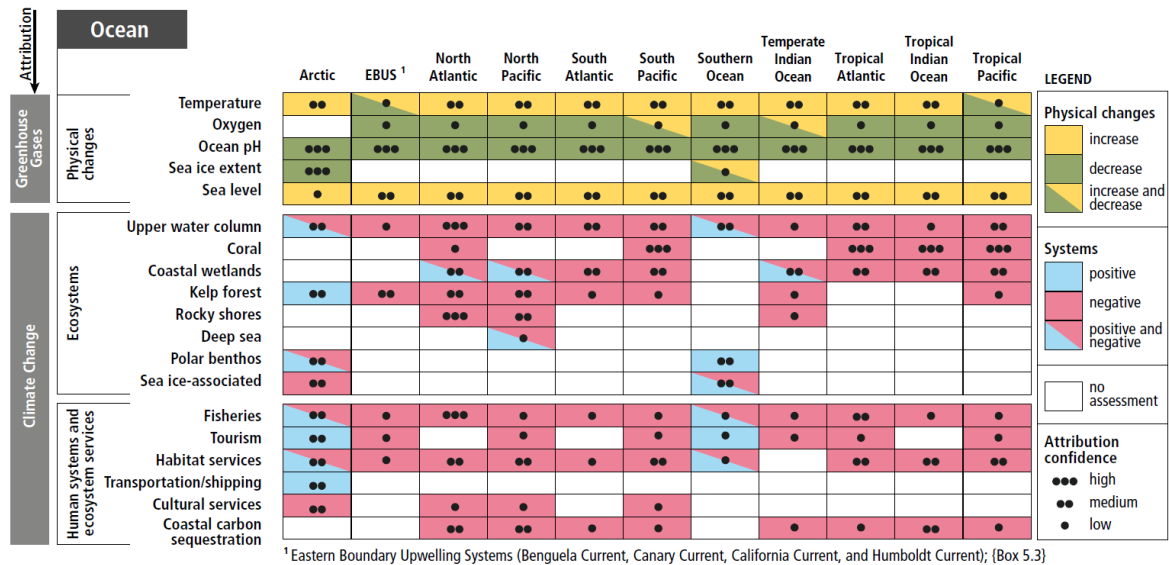 Attribution
Ocean
Arctic
EBUS ¹
North
Atlantic
North
Pacific
South
Atlantic
South
Pacific
Southern
Ocean
Temperate
Indian
Ocean
Tropical
Atlantic
Tropical
Indian
Ocean
Tropical
Pacific
Greenhouse
Gases
Physical
changes
Temperature
Oxygen
Ocean pH
Sea ice extent
Sea level
Climate Change
Ecosystems
Upper water column
Coral
Coastal wetlands
Kelp forest
Rocky shores
Deep sea
Polar benthos
Sea ice-associated
Human systems and
ecosystem services
Fisheries
Tourism
Habitat services
Transportation/shipping
Cultural services
Coastal carbon
sequestration
¹ Eastern Boundary Upwelling Systems (Benguela Current, Canary Current, California Current, and Humboldt Current); {Box 5.3}
LEGEND
Physical changes
increase
decrease
increase and
decrease
Systems
positive
negative
positive and
negative
no
assessment
Attribution
confidence
high
medium
low